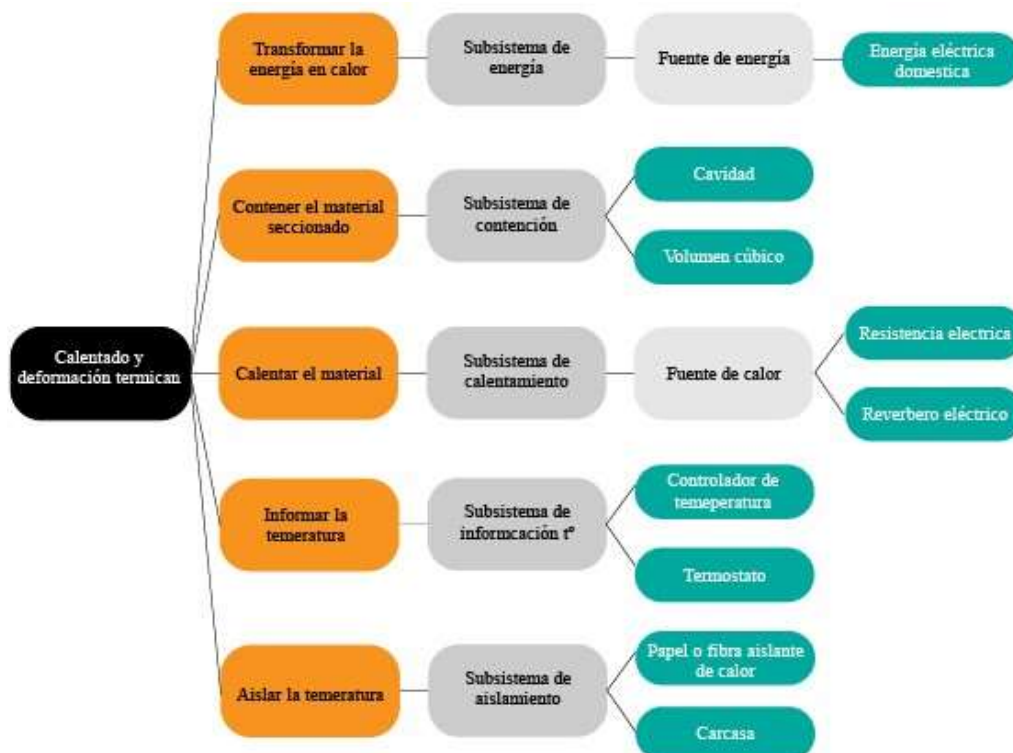 Transformar la
energía en calor
Subsistema de
energía
Fuente de energía
Energía eléctrica
domestica
Contener el material
seccionado
Subsistema de
contención
Cavidad
Volumen cúbico
Calentado y
deformación termican
Calentar el material
Subsistema de
calentamiento
Fuente de calor
Resistencia electrica
Reverbero eléctrico
Informar la
temeratura
Subsistema de
informcación tº
Controlador de
temeperatura
Termostato
Aislar la temeratura
Subsistema de
aislamiento
Papel o fibra aislante
de calor
Carcasa